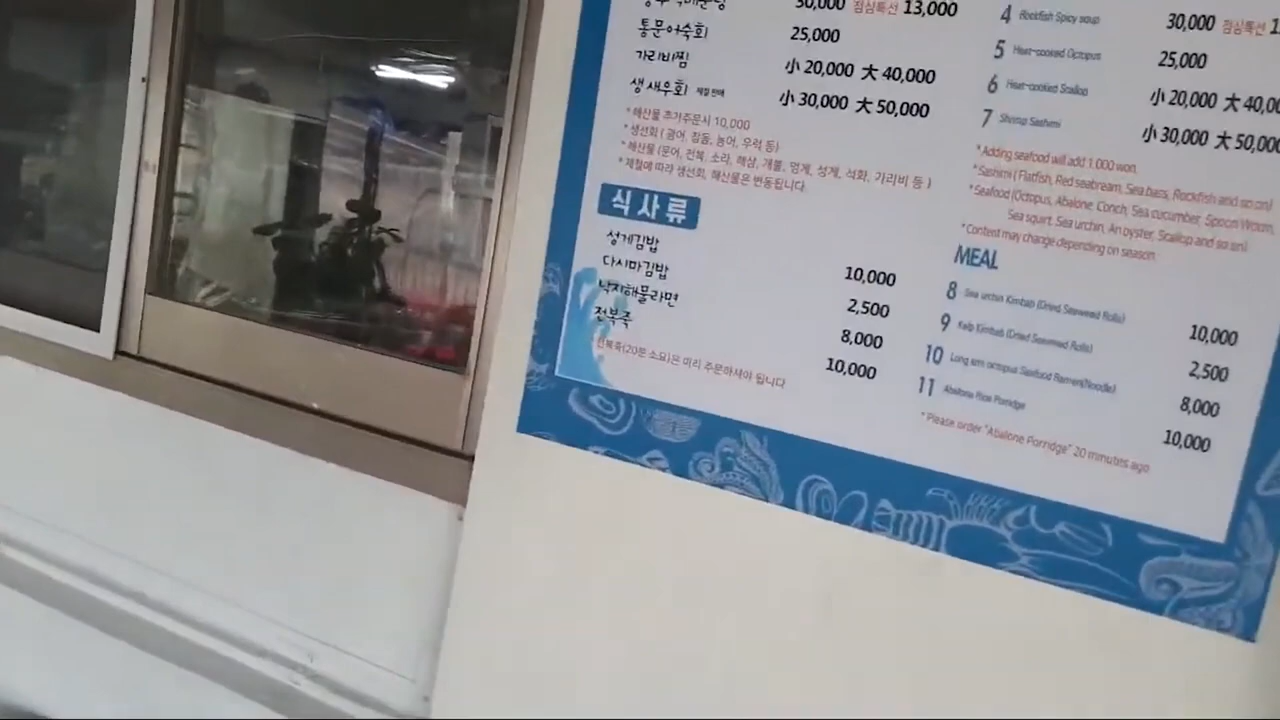 30,000 점심특선 13,000
통문어숙회 25,000
가리비찜 小 20,000 大 40,000
생새우회 小 30,000 大 50,000
* 해산물 추가주문시 10,000
* 생선회 ( 광어, 참돔, 농어, 우럭 등)
* 해산물 (문어, 전복, 소라, 해삼, 개불, 멍게, 성게, 석화, 가리비 등 )
* 제철에 따라 생선회, 해산물은 변동됩니다.
식사류
성게김밥 10,000
다시마김밥 2,500
낙지해물라면 8,000
전복죽 10,000
전복죽(20분 소요)은 미리 주문하셔야 됩니다
4 Rockfish Spicy soup 30,000 점심특선
5 Heat-cooked Octopus 25,000
6 Heat-cooked Scallop 小 20,000 大
7 Shrimp Sashimi 小 30,000 大 50,000
* Adding seafood will add 1.000 won.
* Sashimi ( Flatfish, Red seabream, Sea bass, Rockfish and so on)
* Seafood (Octopus, Abalone, Conch, Sea cucumber, Spoon Worm,
Sea squirt, Sea urchin, An oyster, Scallop and so on)
* Content may change depending on season.
MEAL
8 Sea urchin Kimbab (Dried Seaweed Rolls) 10,000
9 Kelp Kimbab (Dried Seaweed Rolls) 2,500
10 Long arm octopus Seafood Ramen(Noodle) 8,000
11 Abalone Rice Porridge 10,000
* Please order "Abalone Porridge" 20 minutes ago